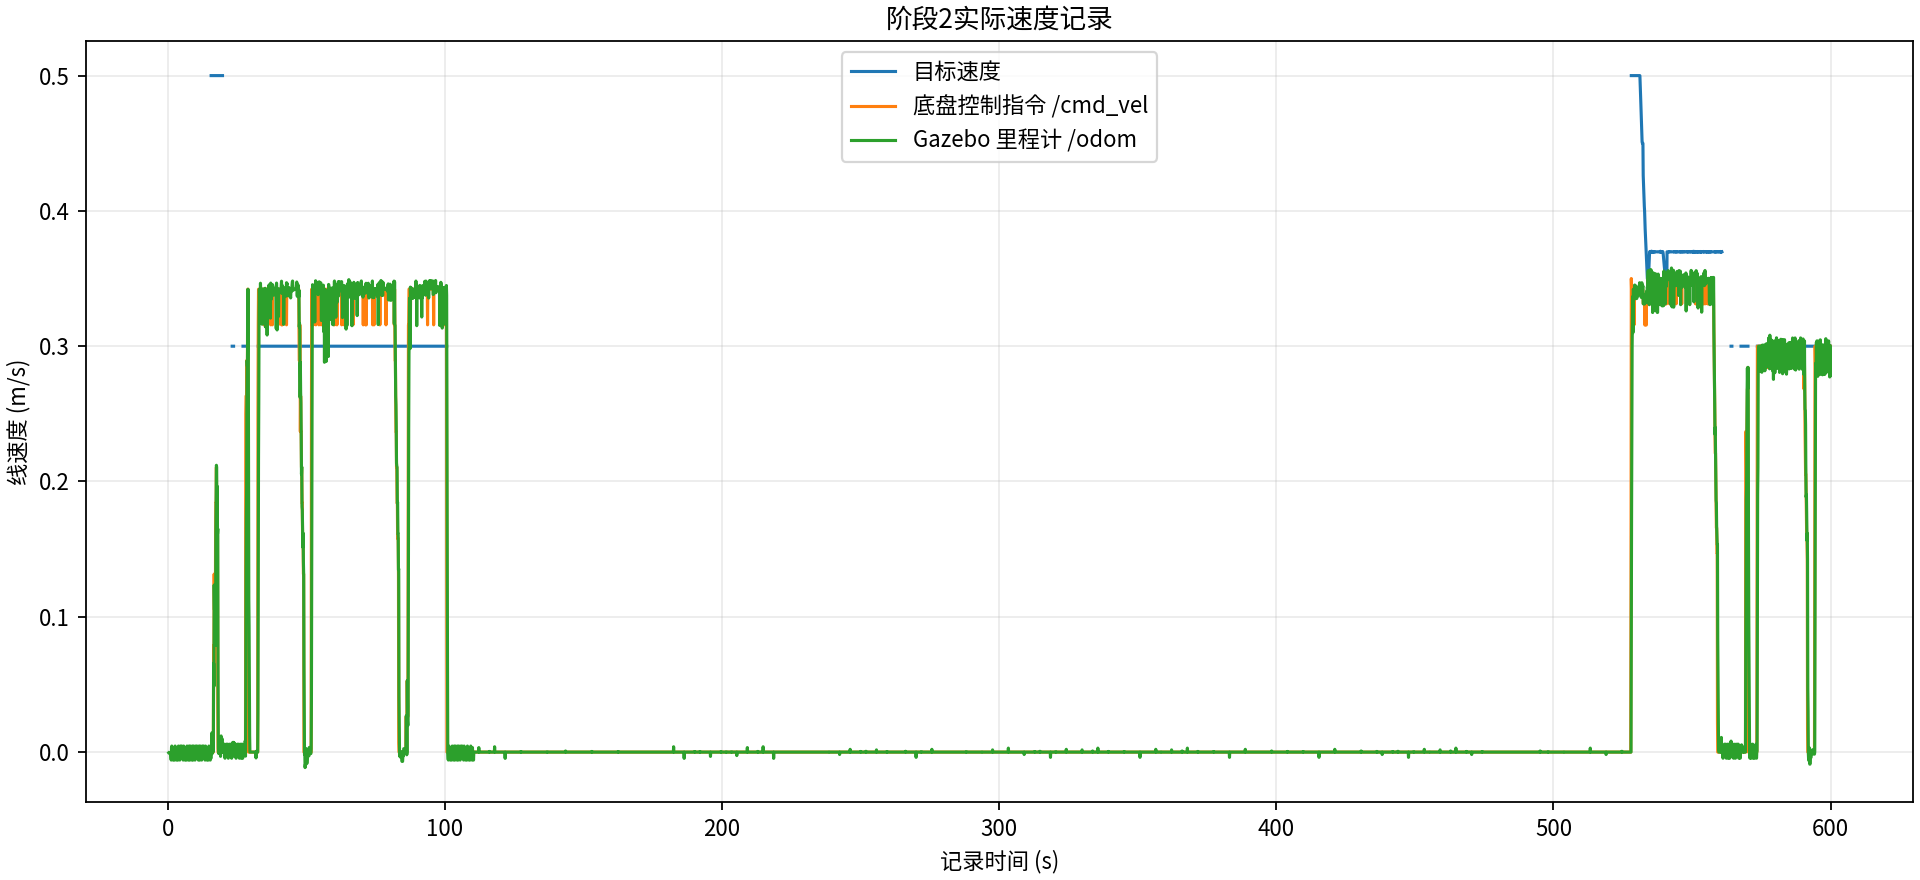 阶段2实际速度记录
目标速度
底盘控制指令 /cmd_vel
Gazebo 里程计 /odom
线速度 (m/s)
0.5
0.4
0.3
0.2
0.1
0.0
0 100 200 300 400 500 600
记录时间 (s)